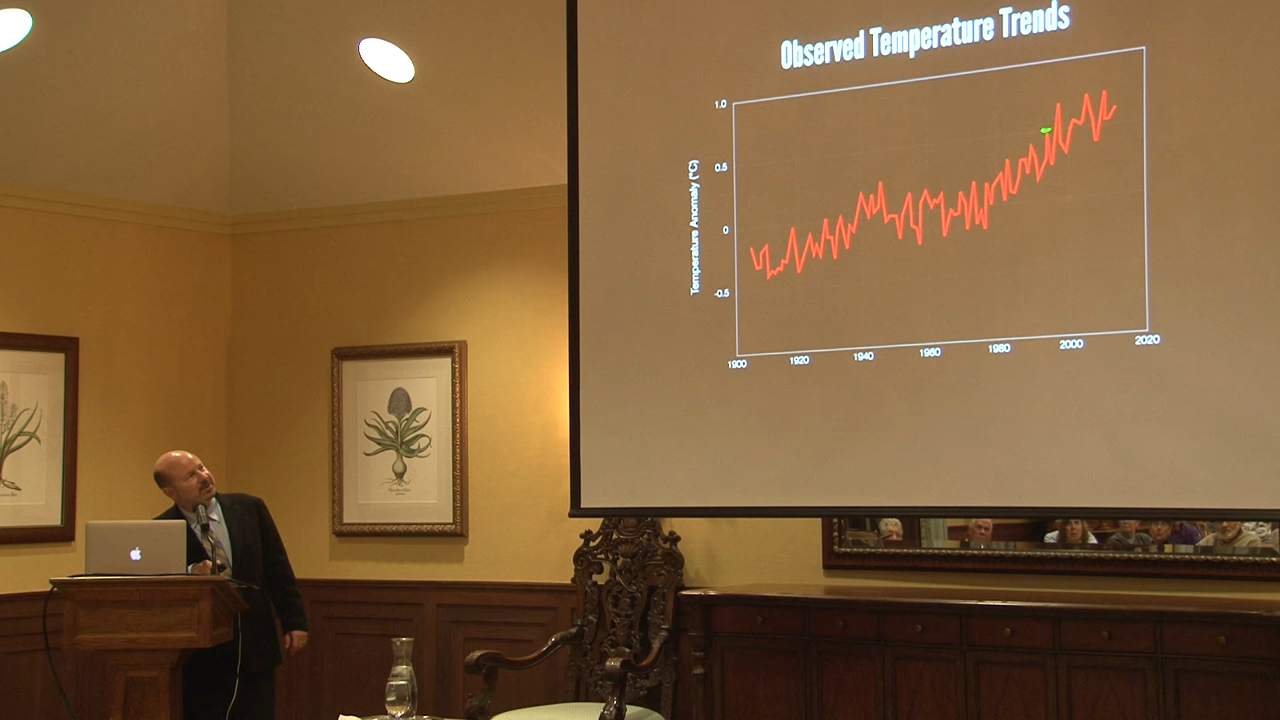 Observed Temperature Trends
1.0
0.5
0
-0.5
Temperature Anomaly (°C)
1900 1920 1940 1960 1980 2000 2020